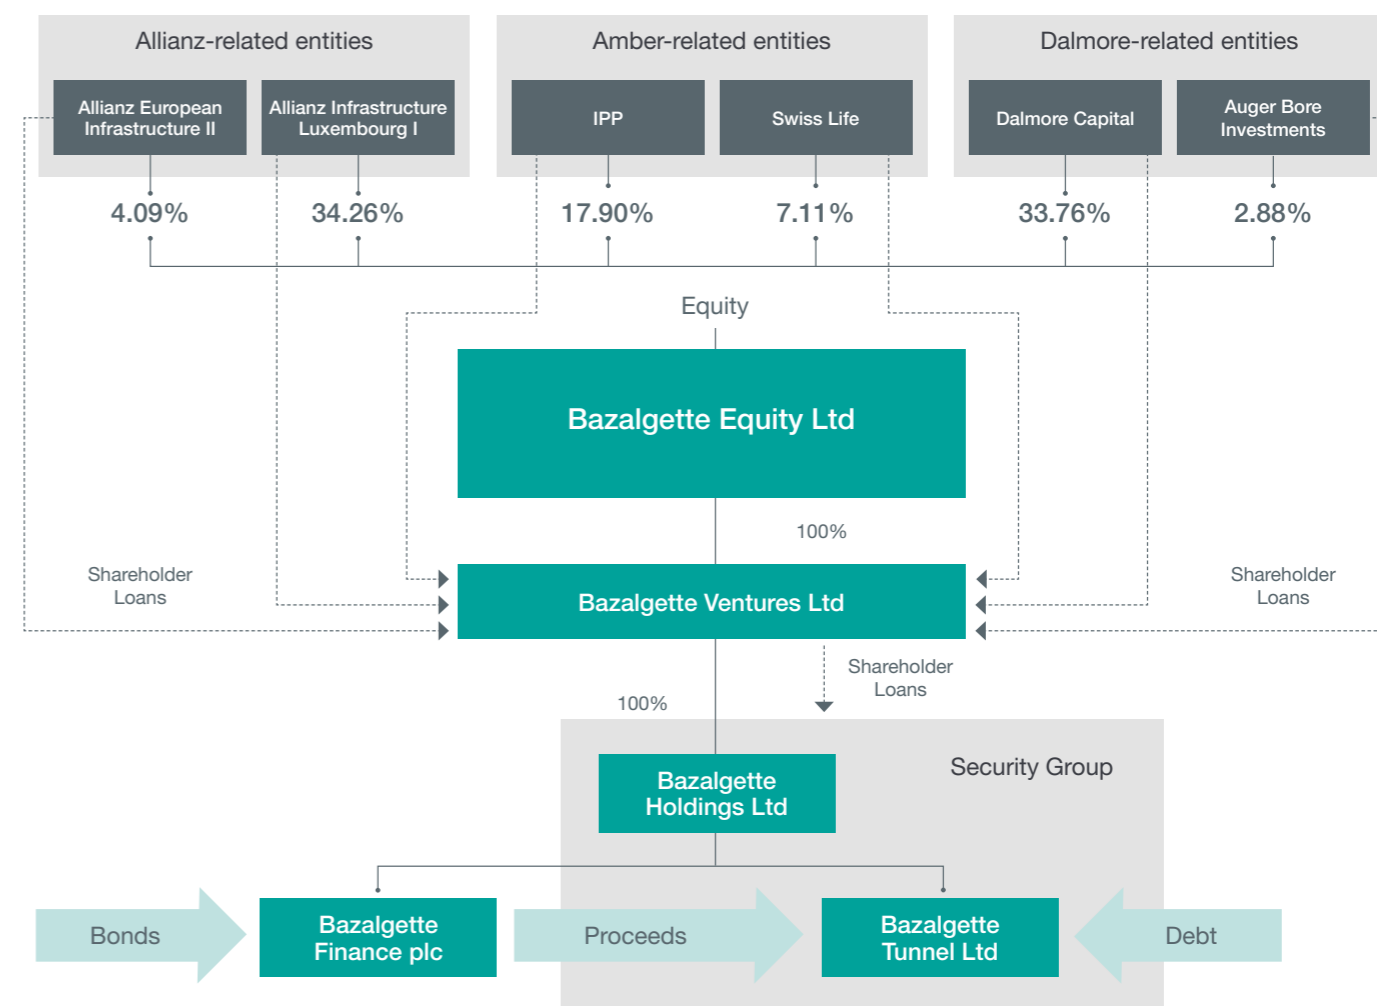 Allianz-related entities
Amber-related entities
Dalmore-related entities
Allianz European
Infrastructure II
Allianz Infrastructure
Luxembourg I
IPP
Swiss Life
Dalmore Capital
Auger Bore
Investments
4.09%
34.26%
17.90%
7.11%
33.76%
2.88%
Equity
Bazalgette Equity Ltd
100%
Shareholder
Loans
Bazalgette Ventures Ltd
Shareholder
Loans
Shareholder
Loans
100%
Security Group
Bazalgette
Holdings Ltd
Bonds
Bazalgette
Finance plc
Proceeds
Bazalgette
Tunnel Ltd
Debt